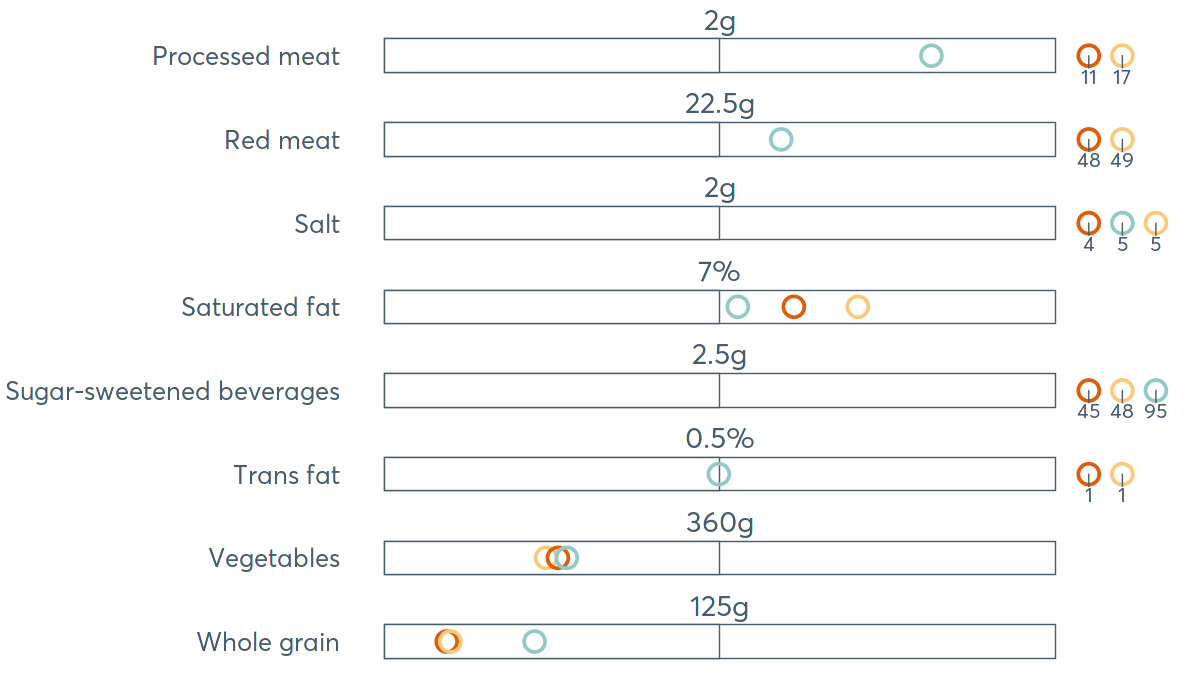 2g
Processed meat
11 17
22.5g
Red meat
48 49
2g
Salt
4 5 5
7%
Saturated fat
2.5g
Sugar-sweetened beverages
45 48 95
0.5%
Trans fat
1 1
360g
Vegetables
125g
Whole grain